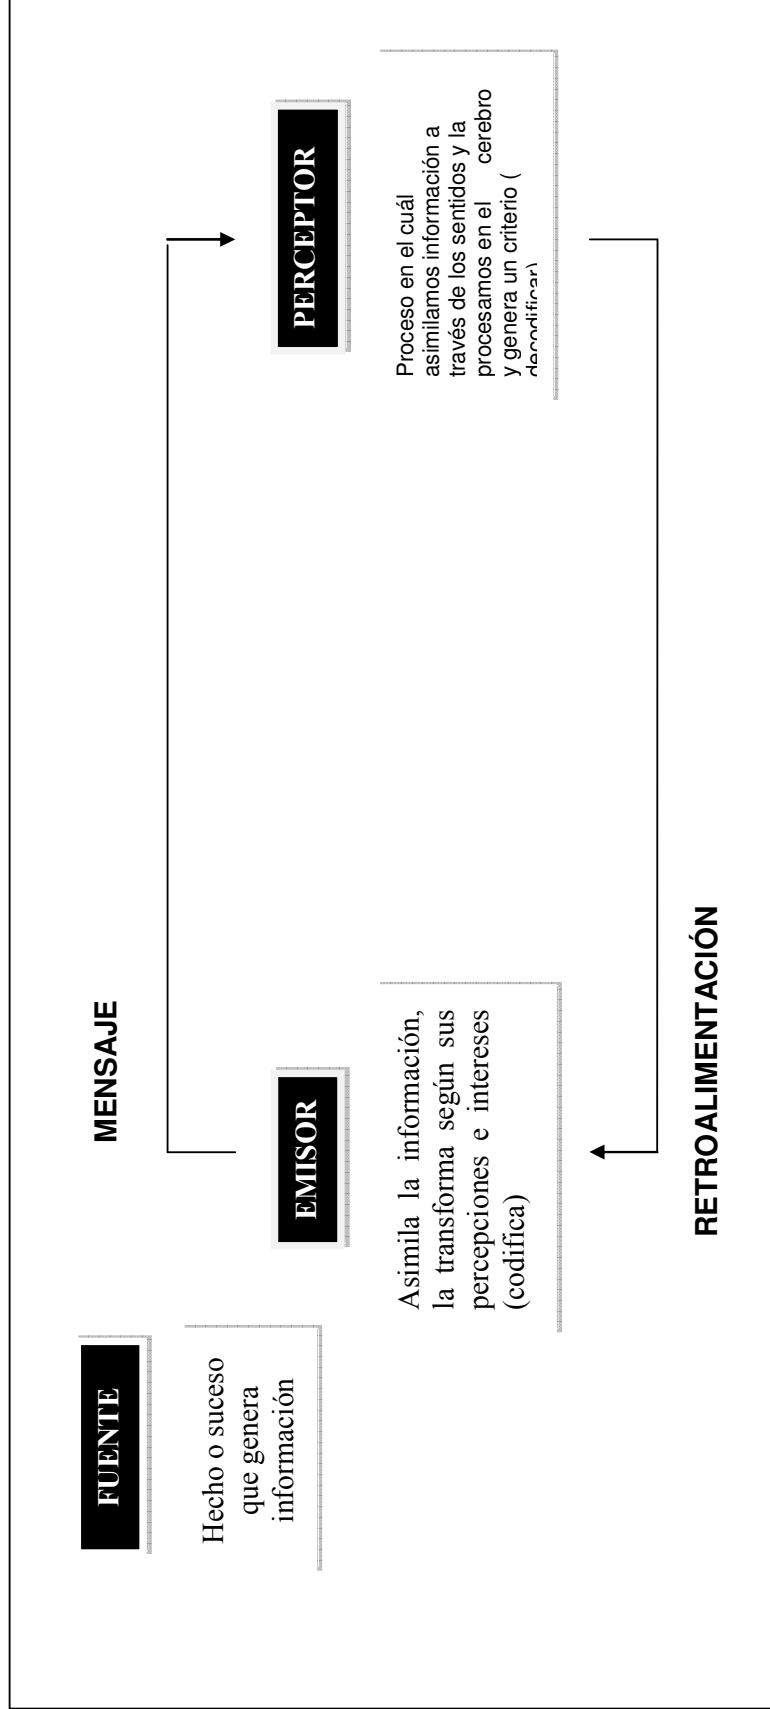 FUENTE
Hecho o suceso
que genera
información
MENSAJE
EMISOR
Asimila la información,
la transforma según sus
percepciones e intereses
(codifica)
PERCEPTOR
Proceso en el cuál
asimilamos información a
través de los sentidos y la
procesamos en el cerebro
y genera un criterio (
decodificar)
RETROALIMENTACIÓN